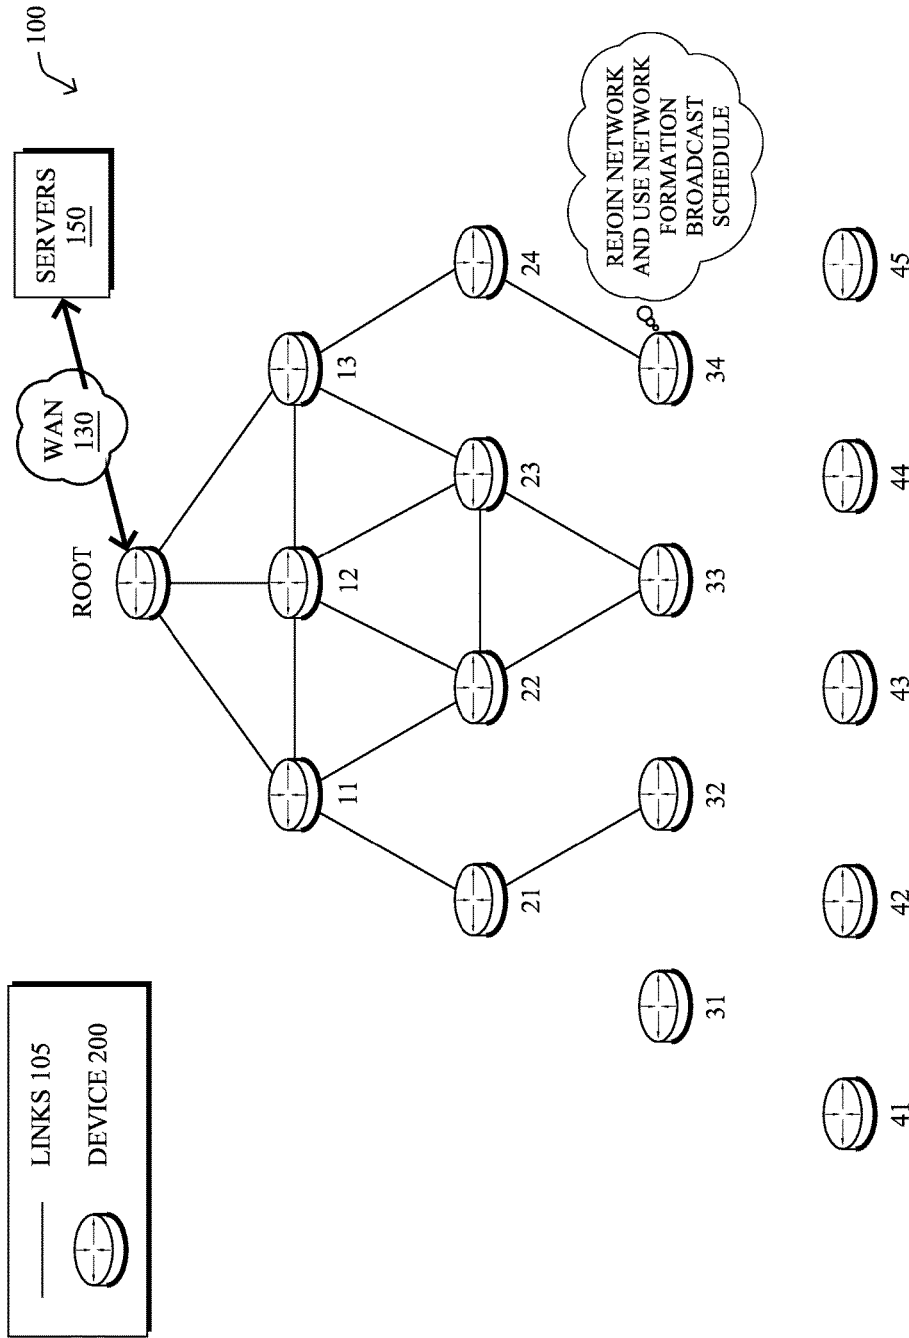 LINKS 105
DEVICE 200
100
SERVERS
150
WAN
130
ROOT
11
12
13
21
22
23
24
31
32
33
34
REJOIN NETWORK
AND USE NETWORK
FORMATION
BROADCAST
SCHEDULE
41
42
43
44
45